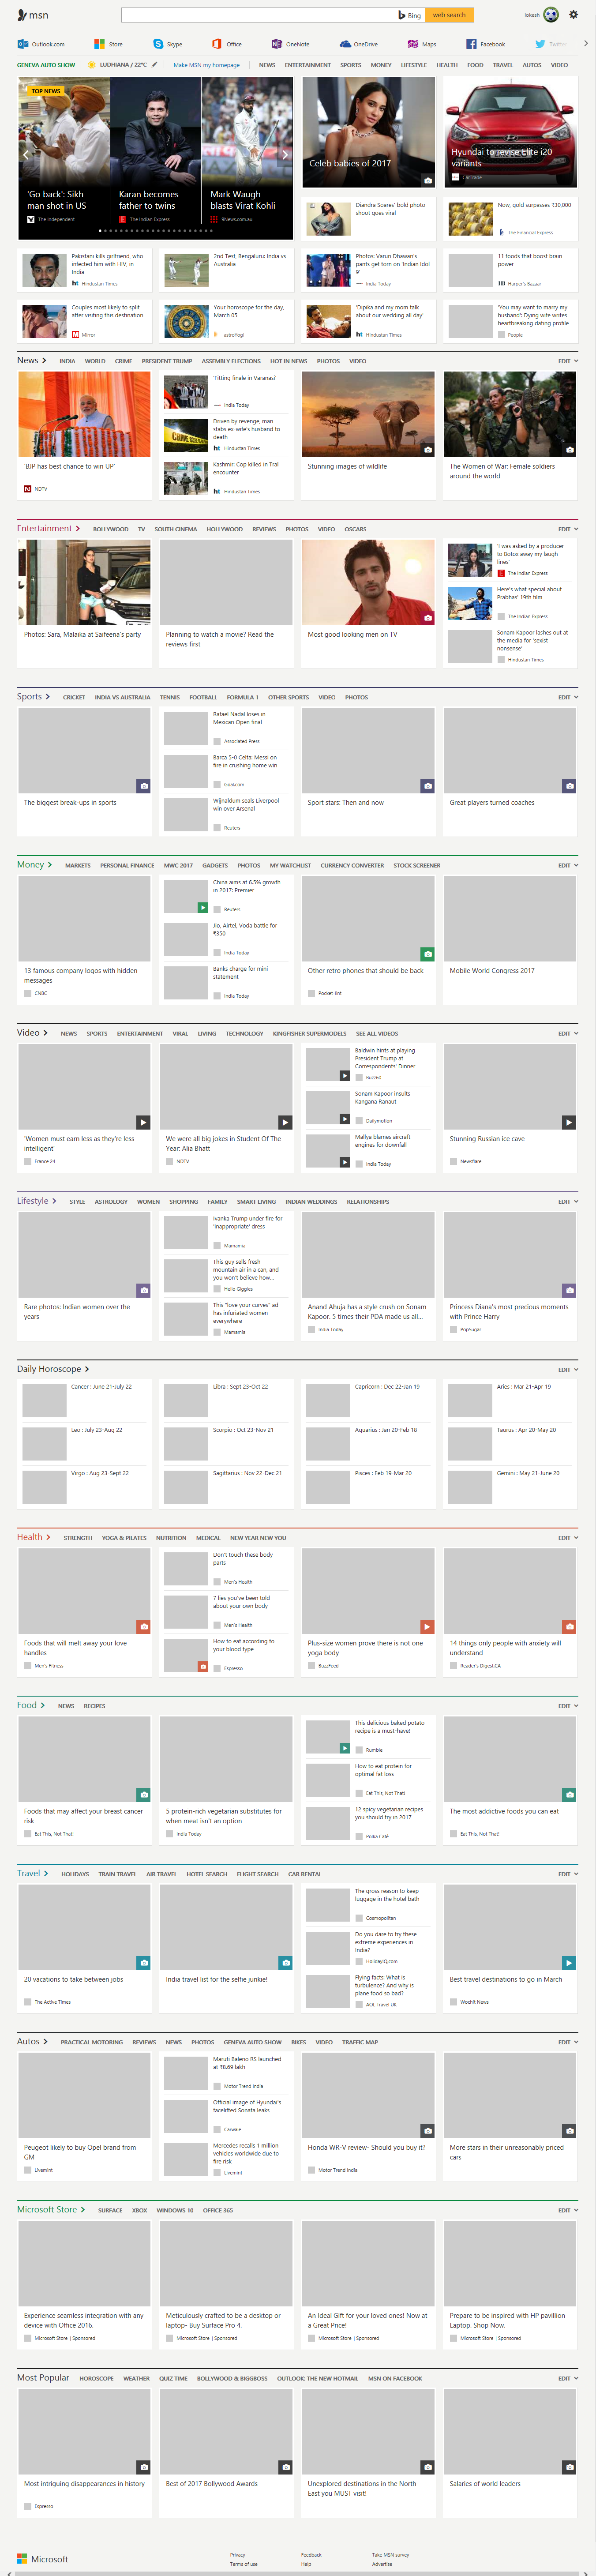 msn
Bing
web search
lokesh
Outlook.com
Store
Skype
Office
OneNote
OneDrive
Maps
Facebook
Twitter
GENEVA AUTO SHOW
LUDHIANA / 22°C
Make MSN my homepage
NEWS ENTERTAINMENT SPORTS MONEY LIFESTYLE HEALTH FOOD TRAVEL AUTOS VIDEO
TOP NEWS
'Go back': Sikh
man shot in US
The Independent
Karan becomes
father to twins
The Indian Express
Mark Waugh
blasts Virat Kohli
9news.com.au
Celeb babies of 2017
Hyundai to revise Elite i20
variants
CarTrade
Diandra Soares' bold photo
shoot goes viral
Now, gold surpasses ₹30,000
The Financial Express
Pakistani kills girlfriend, who
infected him with HIV, in
India
Hindustan Times
2nd Test, Bengaluru: India vs
Australia
Photos: Varun Dhawan's
pants get torn on 'Indian Idol
9'
India Today
11 foods that boost brain
power
Harper's Bazaar
Couples most likely to split
after visiting this destination
Mirror
Your horoscope for the day,
March 05
astroYogi
'Dipika and my mom talk
about our wedding all day'
Hindustan Times
'You may want to marry my
husband': Dying wife writes
heartbreaking dating profile
People
News
INDIA WORLD CRIME PRESIDENT TRUMP ASSEMBLY ELECTIONS HOT IN NEWS PHOTOS VIDEO
EDIT
'BJP has best chance to win UP'
NDTV
'Fitting finale in Varanasi'
India Today
Driven by revenge, man
stabs ex-wife's husband to
death
Hindustan Times
Kashmir: Cop killed in Tral
encounter
Hindustan Times
Stunning images of wildlife
The Women of War: Female soldiers
around the world
Entertainment
BOLLYWOOD TV SOUTH CINEMA HOLLYWOOD REVIEWS PHOTOS VIDEO OSCARS
EDIT
Photos: Sara, Malaika at Saifeena's party
Planning to watch a movie? Read the
reviews first
Most good looking men on TV
'I was asked by a producer
to Botox away my laugh
lines'
The Indian Express
Here's what special about
Prabhas' 19th film
The Indian Express
Sonam Kapoor lashes out at
the media for 'sexist
nonsense'
Hindustan Times
Sports
CRICKET INDIA VS AUSTRALIA TENNIS FOOTBALL FORMULA 1 OTHER SPORTS VIDEO PHOTOS
EDIT
The biggest break-ups in sports
Rafael Nadal loses in
Mexican Open final
Associated Press
Barca 5-0 Celta: Messi on
fire in crushing home win
Goal.com
Wijnaldum seals Liverpool
win over Arsenal
Reuters
Sport stars: Then and now
Great players turned coaches
Money
MARKETS PERSONAL FINANCE MWC 2017 GADGETS PHOTOS MY WATCHLIST CURRENCY CONVERTER STOCK SCREENER
EDIT
13 famous company logos with hidden
messages
CNBC
China aims at 6.5% growth
in 2017: Premier
Reuters
Jio, Airtel, Voda battle for
₹350
India Today
Banks charge for mini
statement
India Today
Other retro phones that should be back
Pocket-lint
Mobile World Congress 2017
Video
NEWS SPORTS ENTERTAINMENT VIRAL LIVING TECHNOLOGY KINGFISHER SUPERMODELS SEE ALL VIDEOS
EDIT
'Women must earn less as they're less
intelligent'
France 24
We were all big jokes in Student Of The
Year: Alia Bhatt
NDTV
Baldwin hints at playing
President Trump at
Correspondents' Dinner
Buzz60
Sonam Kapoor insults
Kangana Ranaut
Dailymotion
Mallya blames aircraft
engines for downfall
India Today
Stunning Russian ice cave
Newsflare
Lifestyle
STYLE ASTROLOGY WOMEN SHOPPING FAMILY SMART LIVING INDIAN WEDDINGS RELATIONSHIPS
EDIT
Rare photos: Indian women over the
years
Ivanka Trump under fire for
'inappropriate' dress
Mamamia
This guy sells fresh
mountain air in a can, and
you won't believe how...
Hello Giggles
This "love your curves" ad
has infuriated women
everywhere
Mamamia
Anand Ahuja has a style crush on Sonam
Kapoor. 5 times their PDA made us all...
India Today
Princess Diana's most precious moments
with Prince Harry
PopSugar
Daily Horoscope
EDIT
Cancer : June 21-July 22
Libra : Sept 23-Oct 22
Capricorn : Dec 22-Jan 19
Aries : Mar 21-Apr 19
Leo : July 23-Aug 22
Scorpio : Oct 23-Nov 21
Aquarius : Jan 20-Feb 18
Taurus : Apr 20-May 20
Virgo : Aug 23-Sept 22
Sagittarius : Nov 22-Dec 21
Pisces : Feb 19-Mar 20
Gemini : May 21-June 20
Health
STRENGTH YOGA & PILATES NUTRITION MEDICAL NEW YEAR NEW YOU
EDIT
Foods that will melt away your love
handles
Men's Fitness
Don't touch these body
parts
Men's Health
7 lies you've been told
about your own body
Men's Health
How to eat according to
your blood type
Espresso
Plus-size women prove there is not one
yoga body
BuzzFeed
14 things only people with anxiety will
understand
Reader's Digest.CA
Food
NEWS RECIPES
EDIT
Foods that may affect your breast cancer
risk
Eat This, Not That!
5 protein-rich vegetarian substitutes for
when meat isn't an option
India Today
This delicious baked potato
recipe is a must-have!
Rumble
How to eat protein for
optimal fat loss
Eat This, Not That!
12 spicy vegetarian recipes
you should try in 2017
Polka Café
The most addictive foods you can eat
Eat This, Not That!
Travel
HOLIDAYS TRAIN TRAVEL AIR TRAVEL HOTEL SEARCH FLIGHT SEARCH CAR RENTAL
EDIT
20 vacations to take between jobs
The Active Times
India travel list for the selfie junkie!
The gross reason to keep
luggage in the hotel bath
Cosmopolitan
Do you dare to try these
extreme experiences in
India?
HolidayIQ.com
Flying facts: What is
turbulence? And why is
plane food so bad?
AOL Travel UK
Best travel destinations to go in March
Wochit News
Autos
PRACTICAL MOTORING REVIEWS NEWS PHOTOS GENEVA AUTO SHOW BIKES VIDEO TRAFFIC MAP
EDIT
Peugeot likely to buy Opel brand from
GM
Livemint
Maruti Baleno RS launched
at ₹8.69 lakh
Motor Trend India
Official image of Hyundai's
facelifted Sonata leaks
Carwale
Mercedes recalls 1 million
vehicles worldwide due to
fire risk
Livemint
Honda WR-V review- Should you buy it?
Motor Trend India
More stars in their unreasonably priced
cars
Microsoft Store
SURFACE XBOX WINDOWS 10 OFFICE 365
EDIT
Experience seamless integration with any
device with Office 2016.
Microsoft Store | Sponsored
Meticulously crafted to be a desktop or
laptop- Buy Surface Pro 4.
Microsoft Store | Sponsored
An Ideal Gift for your loved ones! Now at
a Great Price!
Microsoft Store | Sponsored
Prepare to be inspired with HP pavillion
Laptop. Shop Now.
Microsoft Store | Sponsored
Most Popular
HOROSCOPE WEATHER QUIZ TIME BOLLYWOOD & BIGGBOSS OUTLOOK: THE NEW HOTMAIL MSN ON FACEBOOK
EDIT
Most intriguing disappearances in history
Espresso
Best of 2017 Bollywood Awards
Unexplored destinations in the North
East you MUST visit!
Salaries of world leaders
Microsoft
Privacy
Feedback
Take MSN survey
Terms of use
Help
Advertise